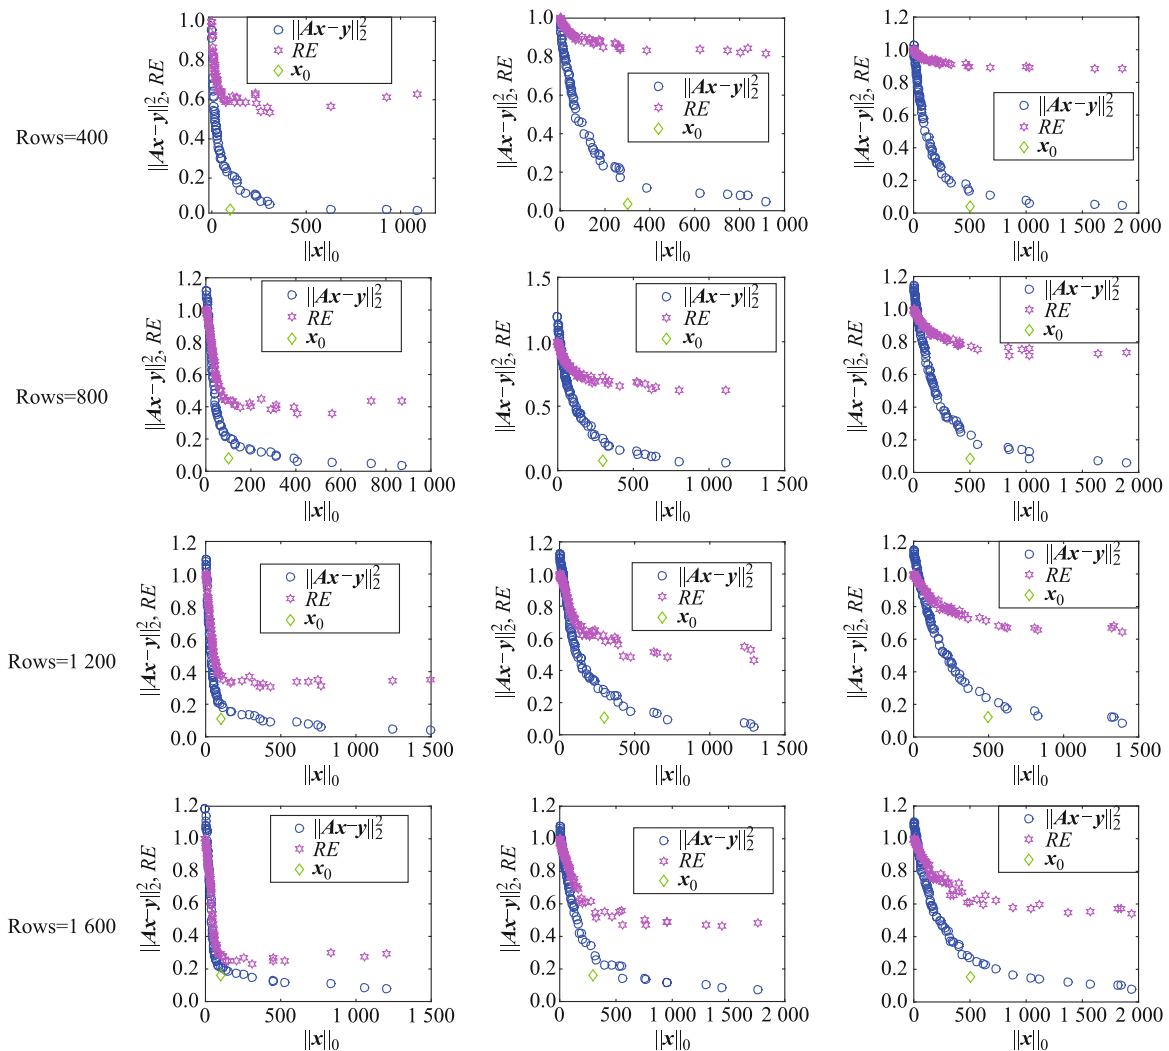 Rows=400
||Ax−y||₂², RE
1.0
0.8
0.6
0.4
0.2
0.0
0
500
1 000
||x||₀
||Ax−y||₂²
RE
x₀
||Ax−y||₂², RE
1.0
0.8
0.6
0.4
0.2
0.0
0
200
400
600
800
1 000
||x||₀
||Ax−y||₂²
RE
x₀
||Ax−y||₂², RE
1.2
1.0
0.8
0.6
0.4
0.2
0.0
0
500
1 000
1 500
2 000
||x||₀
||Ax−y||₂²
RE
x₀
Rows=800
||Ax−y||₂², RE
1.2
1.0
0.8
0.6
0.4
0.2
0.0
0
200
400
600
800
1 000
||x||₀
||Ax−y||₂²
RE
x₀
||Ax−y||₂², RE
1.5
1.0
0.5
0.0
0
500
1 000
1 500
||x||₀
||Ax−y||₂²
RE
x₀
||Ax−y||₂², RE
1.2
1.0
0.8
0.6
0.4
0.2
0.0
0
500
1 000
1 500
2 000
||x||₀
||Ax−y||₂²
RE
x₀
Rows=1 200
||Ax−y||₂², RE
1.2
1.0
0.8
0.6
0.4
0.2
0.0
0
500
1 000
1 500
||x||₀
||Ax−y||₂²
RE
x₀
||Ax−y||₂², RE
1.2
1.0
0.8
0.6
0.4
0.2
0.0
0
500
1 000
1 500
||x||₀
||Ax−y||₂²
RE
x₀
||Ax−y||₂², RE
1.2
1.0
0.8
0.6
0.4
0.2
0.0
0
500
1 000
1 500
||x||₀
||Ax−y||₂²
RE
x₀
Rows=1 600
||Ax−y||₂², RE
1.2
1.0
0.8
0.6
0.4
0.2
0.0
0
500
1 000
1 500
||x||₀
||Ax−y||₂²
RE
x₀
||Ax−y||₂², RE
1.2
1.0
0.8
0.6
0.4
0.2
0.0
0
500
1 000
1 500
2 000
||x||₀
||Ax−y||₂²
RE
x₀
||Ax−y||₂², RE
1.2
1.0
0.8
0.6
0.4
0.2
0.0
0
500
1 000
1 500
2 000
||x||₀
||Ax−y||₂²
RE
x₀